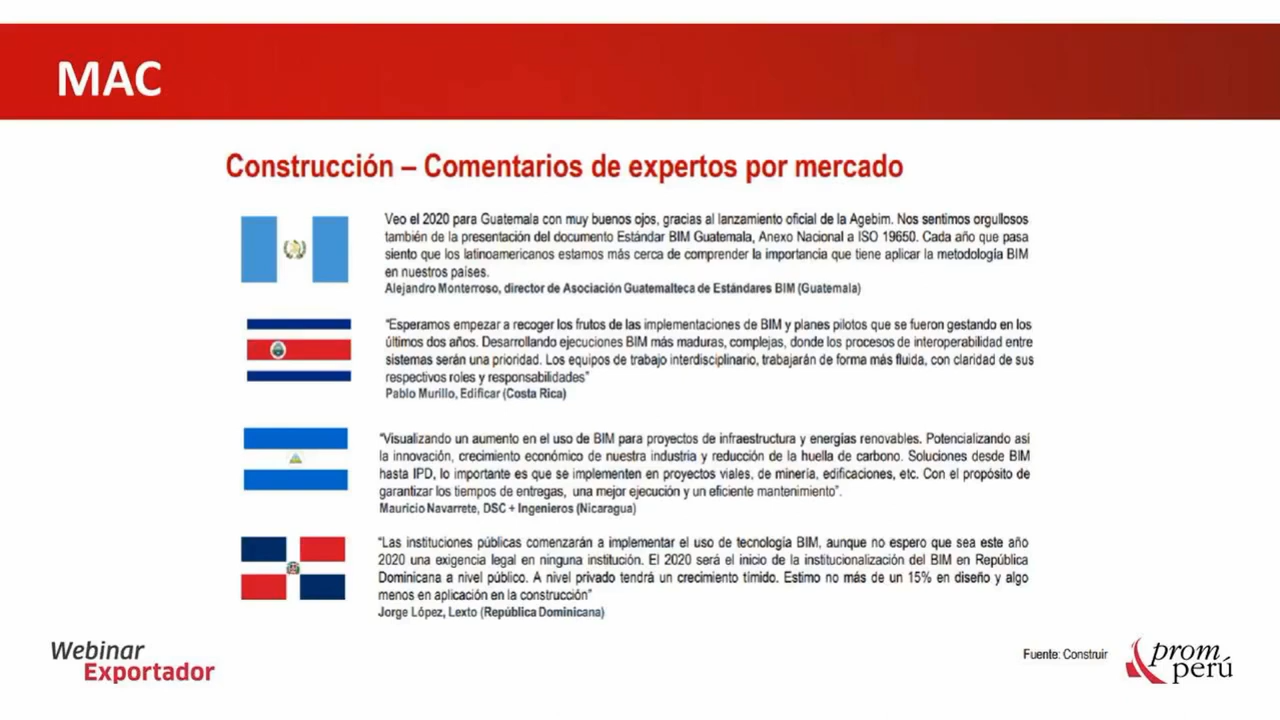 MAC
Construcción – Comentarios de expertos por mercado
Veo el 2020 para Guatemala con muy buenos ojos, gracias al lanzamiento oficial de la Agebim. Nos sentimos orgullosos
también de la presentación del documento Estándar BIM Guatemala, Anexo Nacional a ISO 19650. Cada año que pasa
siento que los latinoamericanos estamos más cerca de comprender la importancia que tiene aplicar la metodología BIM
en nuestros países.
Alejandro Monterroso, director de Asociación Guatemalteca de Estándares BIM (Guatemala)
“Esperamos empezar a recoger los frutos de las implementaciones de BIM y planes pilotos que se fueron gestando en los
últimos dos años. Desarrollando ejecuciones BIM más maduras, complejas, donde los procesos de interoperabilidad entre
sistemas serán una prioridad. Los equipos de trabajo interdisciplinario, trabajarán de forma más fluida, con claridad de sus
respectivos roles y responsabilidades”
Pablo Murillo, Edificar (Costa Rica)
“Visualizando un aumento en el uso de BIM para proyectos de infraestructura y energías renovables. Potencializando así
la innovación, crecimiento económico de nuestra industria y reducción de la huella de carbono. Soluciones desde BIM
hasta IPD, lo importante es que se implementen en proyectos viales, de minería, edificaciones, etc. Con el propósito de
garantizar los tiempos de entregas, una mejor ejecución y un eficiente mantenimiento”.
Mauricio Navarrete, DSC + Ingenieros (Nicaragua)
“Las instituciones públicas comenzarán a implementar el uso de tecnología BIM, aunque no espero que sea este año
2020 una exigencia legal en ninguna institución. El 2020 será el inicio de la institucionalización del BIM en República
Dominicana a nivel público. A nivel privado tendrá un crecimiento tímido. Estimo no más de un 15% en diseño y algo
menos en aplicación en la construcción”
Jorge López, Lexto (República Dominicana)
Webinar
Exportador
Fuente: Construir
prom
perú